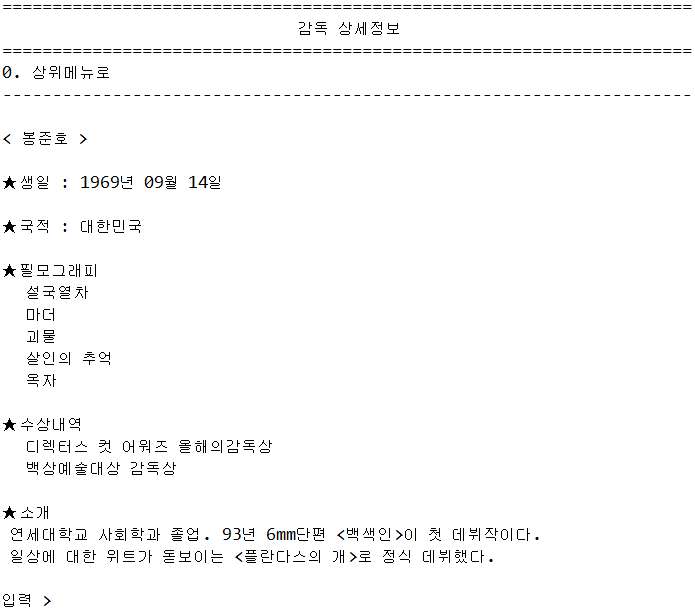 =====================================================================
감독 상세정보
=====================================================================
0. 상위메뉴로
---------------------------------------------------------------------
< 봉준호 >
★생일 : 1969년 09월 14일
★국적 : 대한민국
★필모그래피
설국열차
마더
괴물
살인의 추억
옥자
★수상내역
디렉터스 컷 어워즈 올해의감독상
백상예술대상 감독상
★소개
연세대학교 사회학과 졸업. 93년 6mm단편 <백색인>이 첫 데뷔작이다.
일상에 대한 위트가 돋보이는 <플란다스의 개>로 정식 데뷔했다.
입력 >